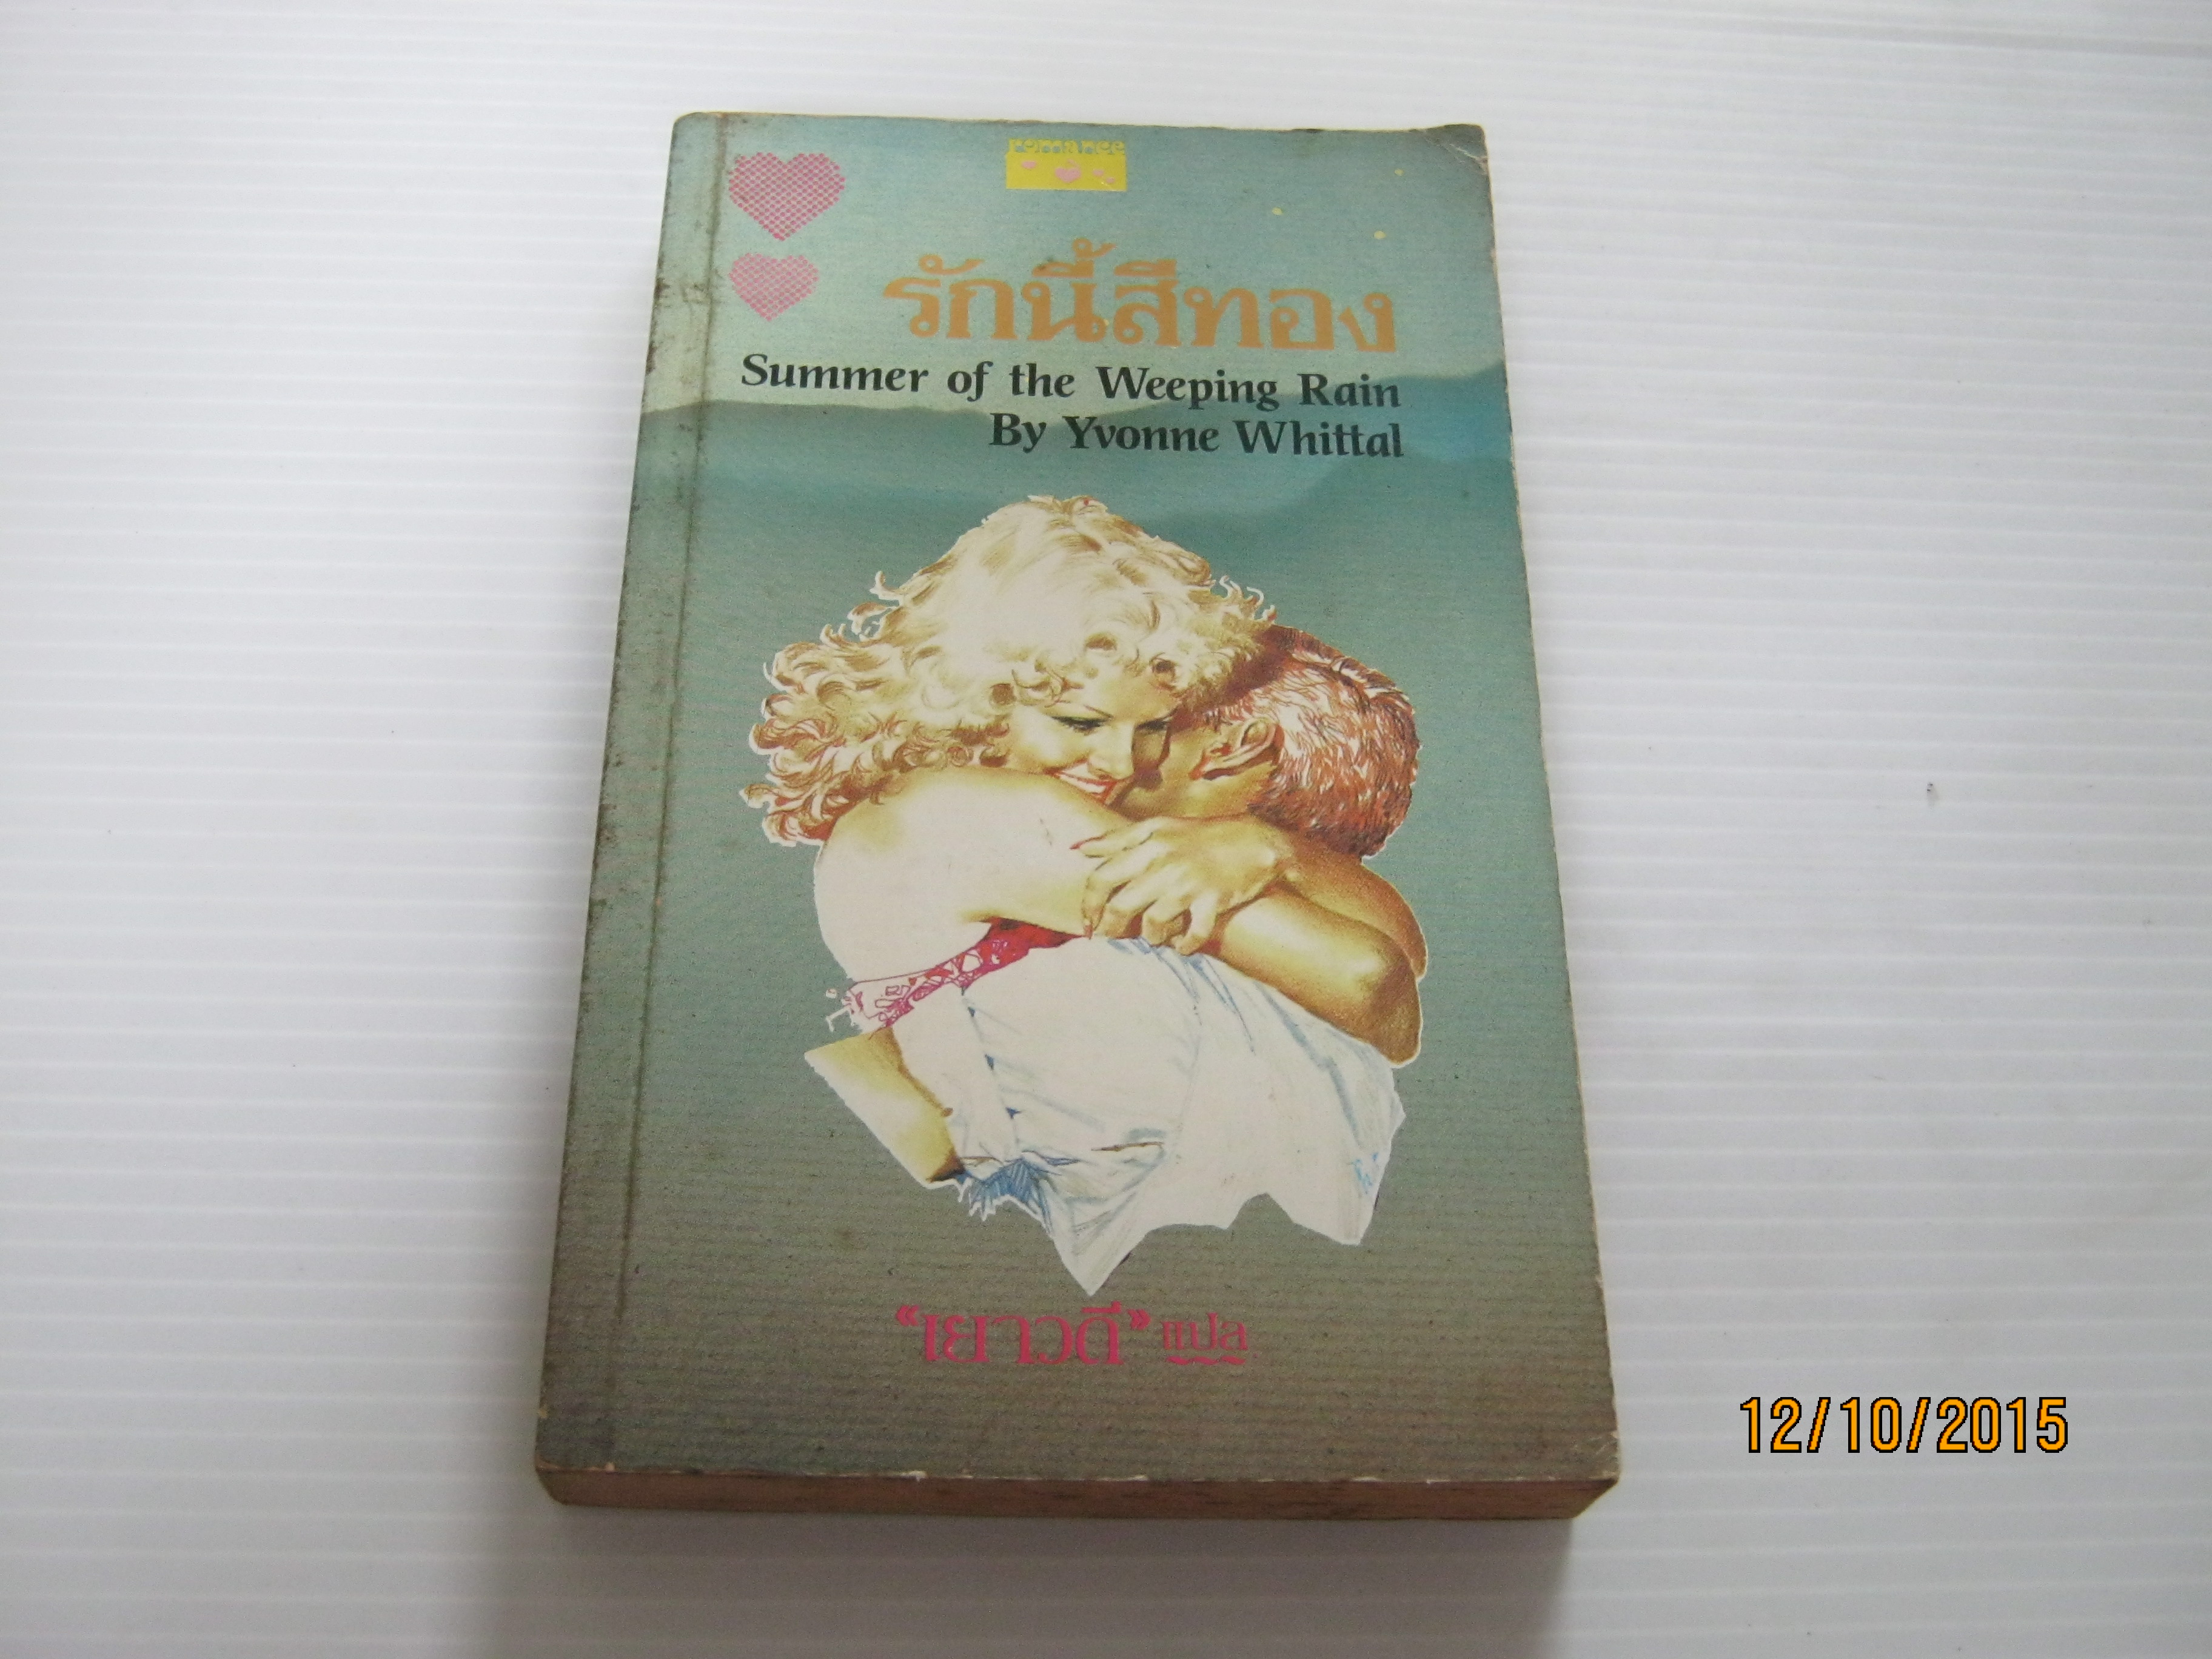 romance
รักนี้สีทอง
Summer of the Weeping Rain
By Yvonne Whittal
“เยาวดี” แปล
12/10/2015